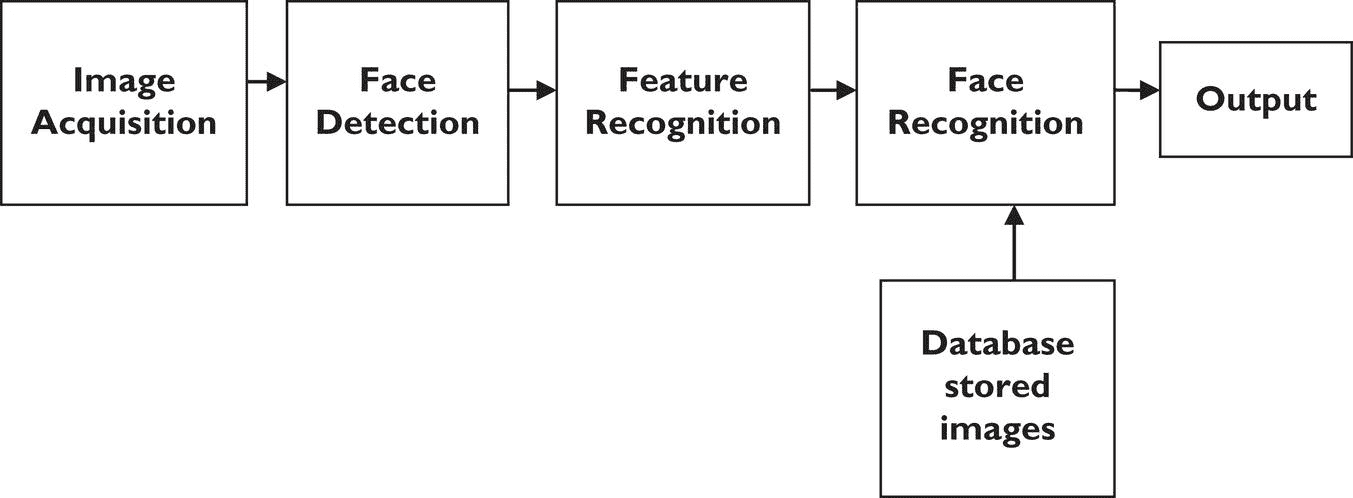 Image
Acquisition
Face
Detection
Feature
Recognition
Face
Recognition
Output
Database
stored
images